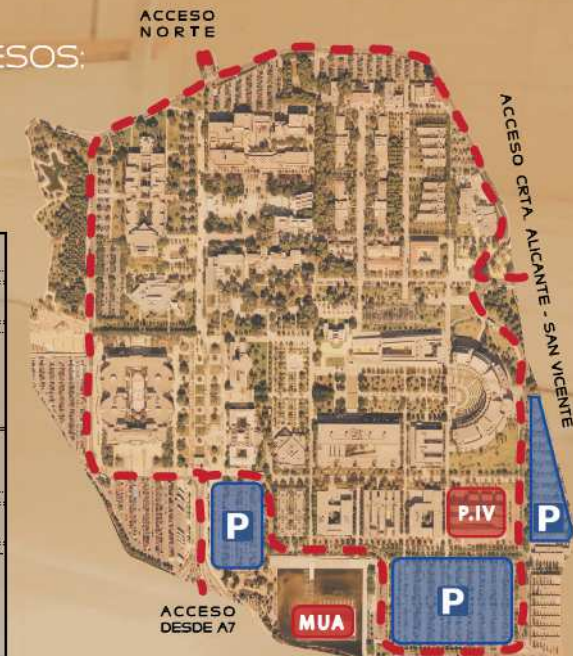 ACCESO
NORTE
ESOS:
ACCESO CRTA. ALICANTE - SAN VICENTE
P.IV
P
P
P
MUA
ACCESO
DESDE A7